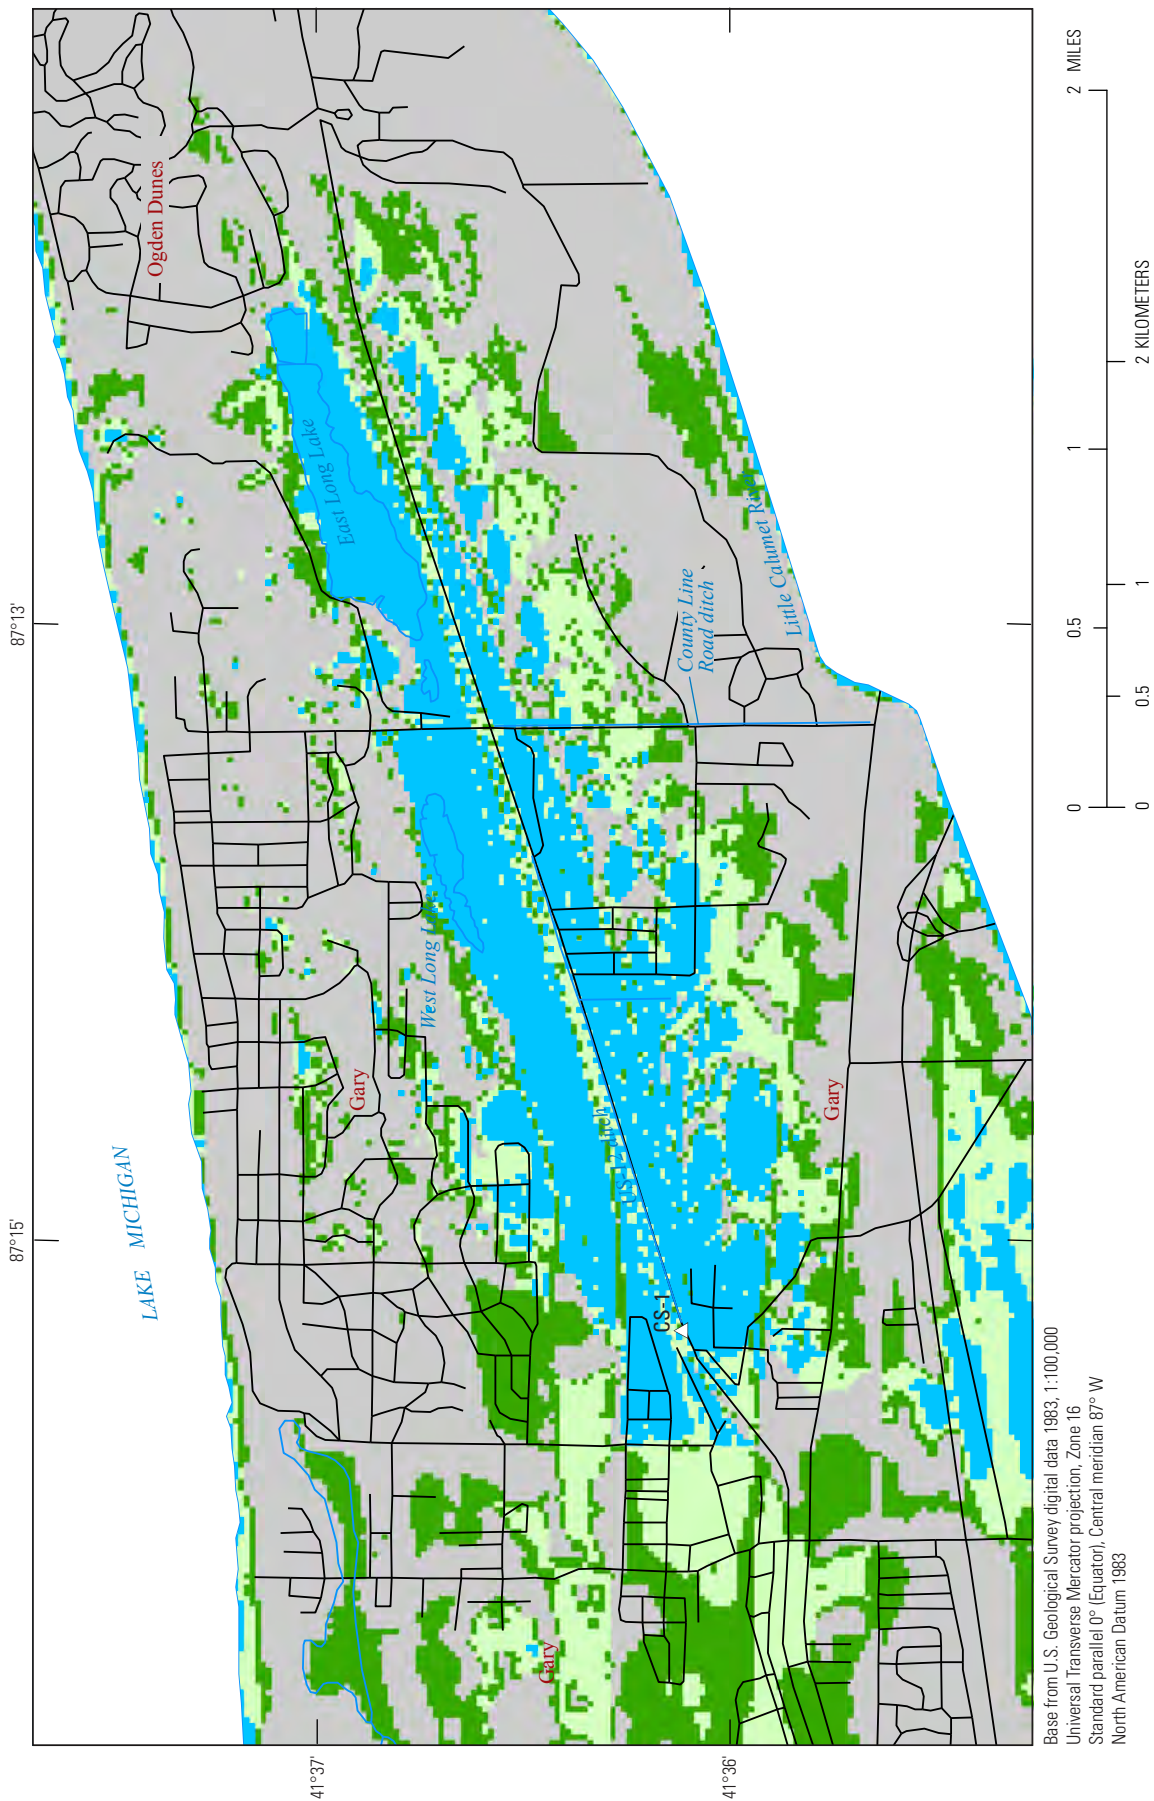 87°15'
87°13'
41°37'
41°36'
LAKE MICHIGAN
Ogden Dunes
East Long Lake
West Long Lake
Gary
Gary
Gary
US-12 ditch
CS-1
County Line
Road ditch
Little Calumet River
0 0.5 1 2 MILES
0 0.5 1 2 KILOMETERS
Base from U.S. Geological Survey digital data 1983, 1:100,000
Universal Transverse Mercator projection, Zone 16
Standard parallel 0° (Equator), Central meridian 87° W
North American Datum 1983